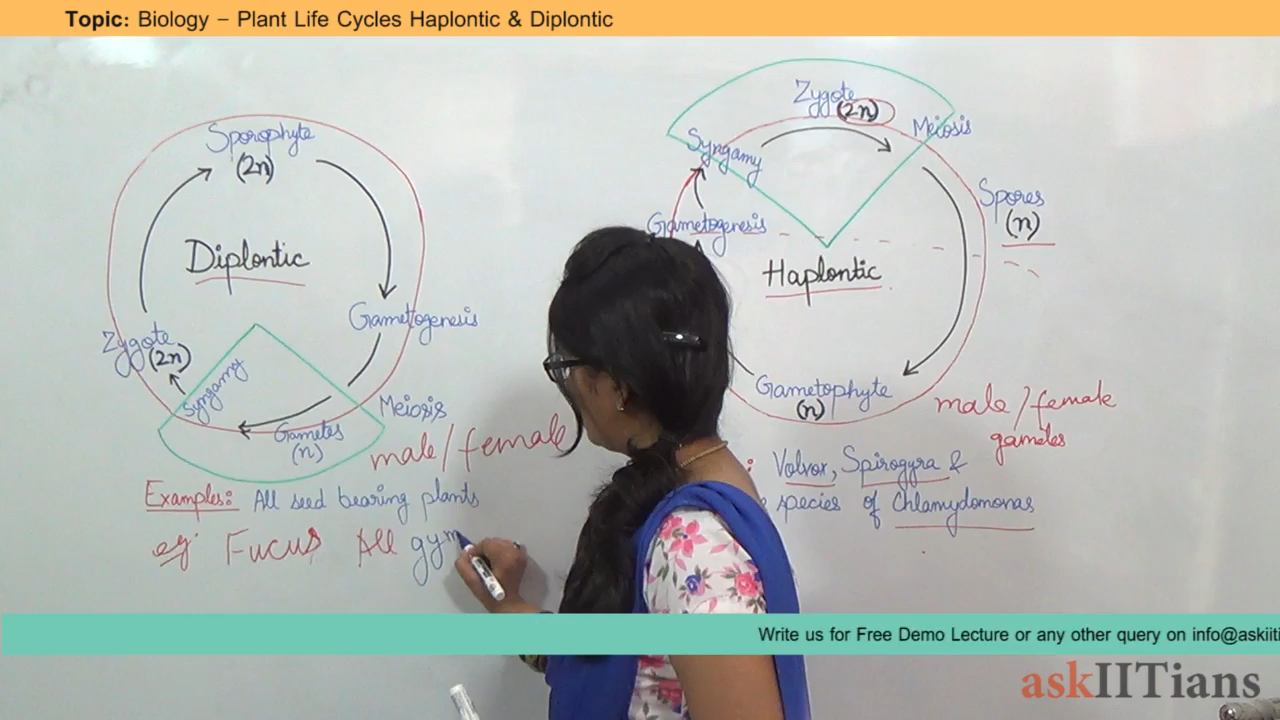 Topic: Biology – Plant Life Cycles Haplontic & Diplontic
Sporophyte
(2n)
Diplontic
Gametogenesis
Zygote
(2n)
Syngamy
Meiosis
Gametes
(n)
male/female
Examples: All seed bearing plants
eg: Fucus All gym
Zygote
(2n)
Meiosis
Syngamy
Spores
(n)
Gametogenesis
Haplontic
Gametophyte
(n)
male/female
gametes
: Volvox, Spirogyra &
species of Chlamydomonas
Write us for Free Demo Lecture or any other query on info@askiiti
askIITians